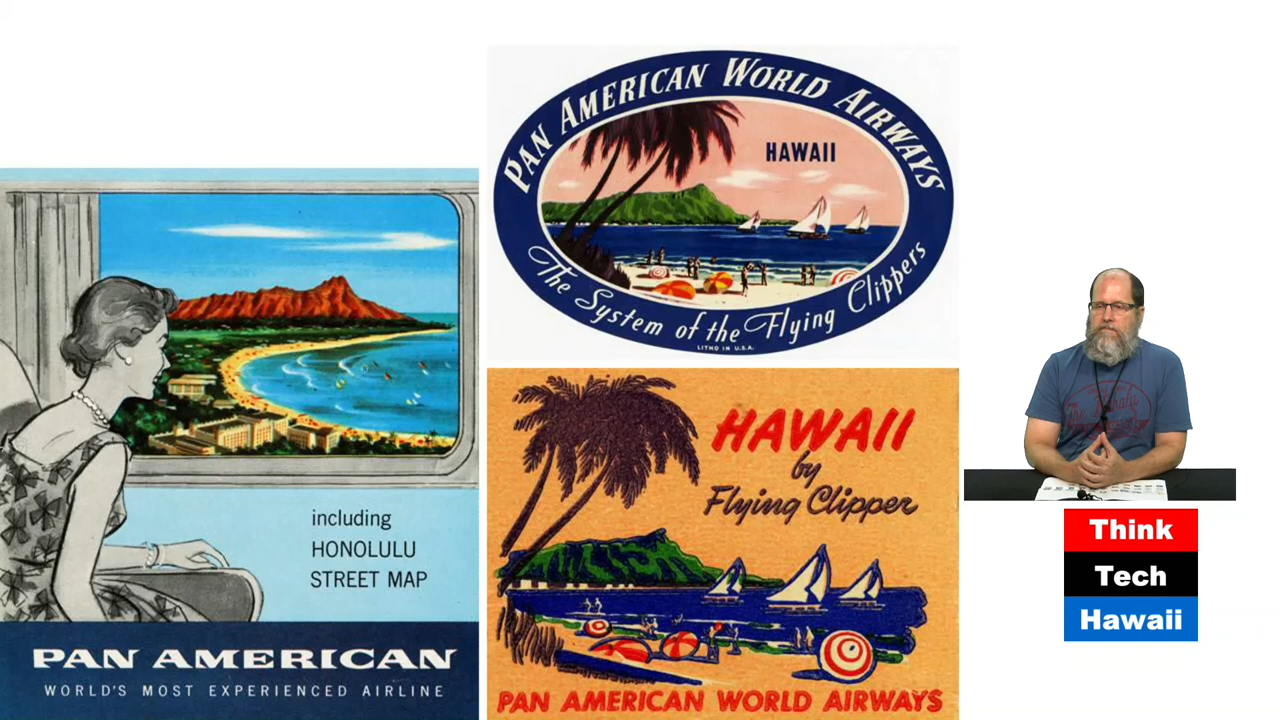 including
HONOLULU
STREET MAP
PAN AMERICAN
WORLD'S MOST EXPERIENCED AIRLINE
PAN AMERICAN WORLD AIRWAYS
HAWAII
The System of the Flying Clippers
LITHO IN U.S.A.
HAWAII
by
Flying Clipper
PAN AMERICAN WORLD AIRWAYS
Think
Tech
Hawaii